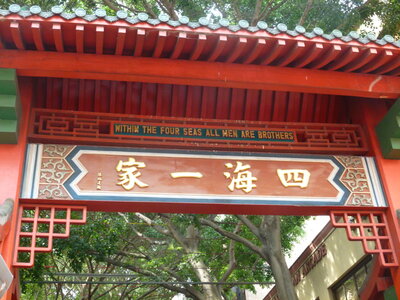 WITHIN THE FOUR SEAS ALL MEN ARE BROTHERS
家一海四